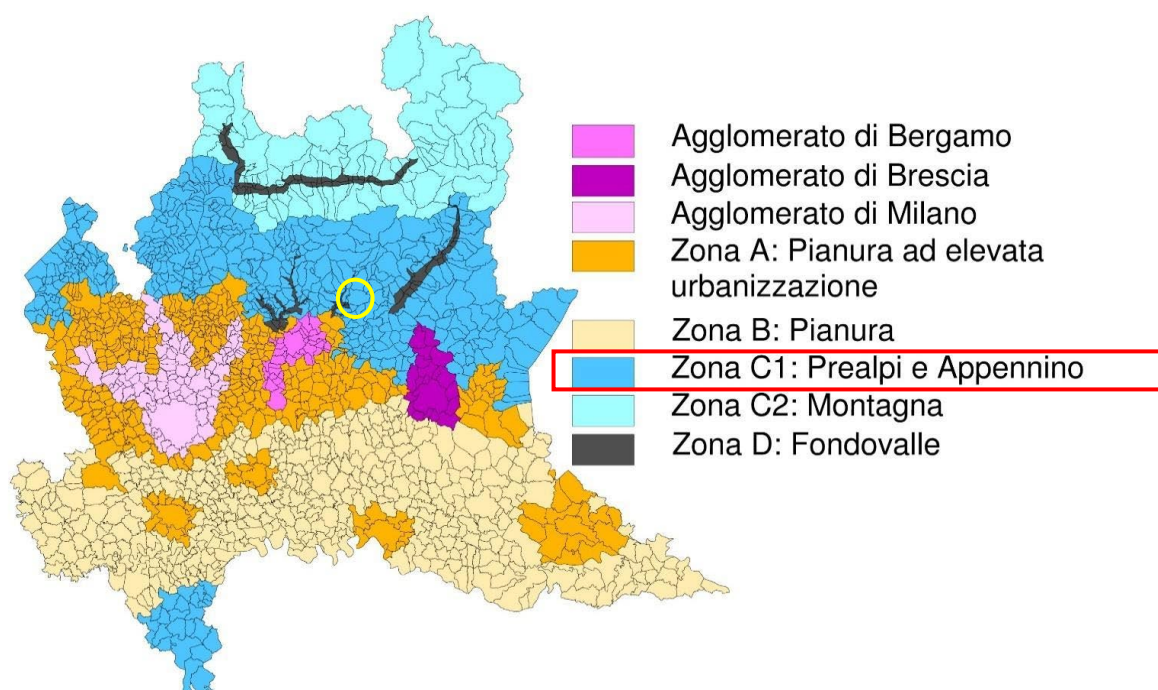 Agglomerato di Bergamo
Agglomerato di Brescia
Agglomerato di Milano
Zona A: Pianura ad elevata
urbanizzazione
Zona B: Pianura
Zona C1: Prealpi e Appennino
Zona C2: Montagna
Zona D: Fondovalle